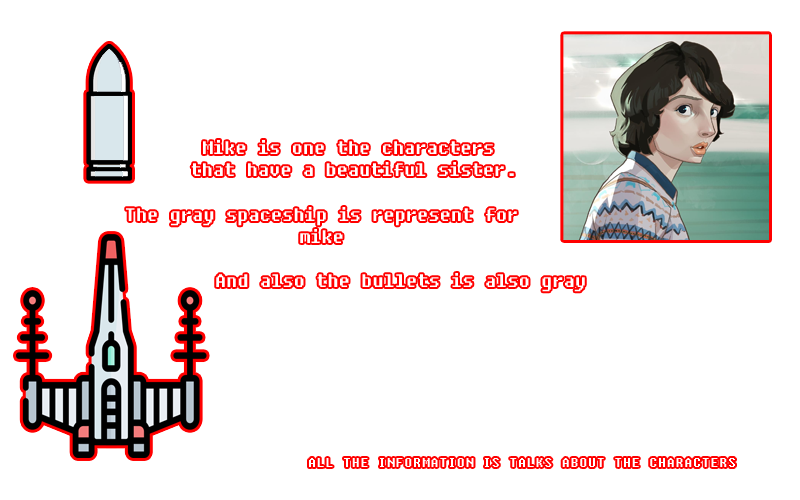 Mike is one the characters
that have a beautiful sister.
The gray spaceship is represent for
mike
And also the bullets is also gray
ALL THE INFORMATION IS TALKS ABOUT THE CHARACTERS